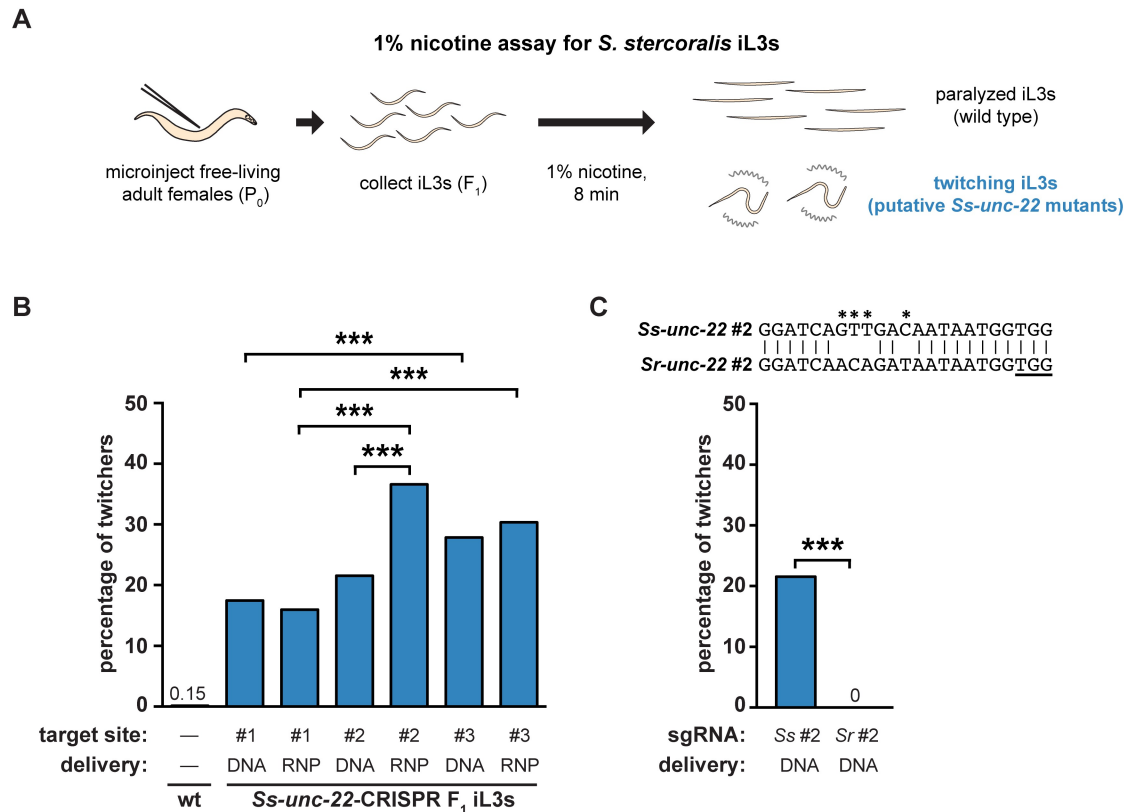 A
1% nicotine assay for S. stercoralis iL3s
microinject free-living
adult females (P0)
collect iL3s (F1)
1% nicotine,
8 min
paralyzed iL3s
(wild type)
twitching iL3s
(putative Ss-unc-22 mutants)
B
percentage of twitchers
50
40
30
20
10
0
0.15
***
***
***
***
target site: — #1 #1 #2 #2 #3 #3
delivery: — DNA RNP DNA RNP DNA RNP
wt Ss-unc-22-CRISPR F1 iL3s
C
*** *
Ss-unc-22 #2 GGATCAGTTGACAATAATGGTGG
Sr-unc-22 #2 GGATCAACAGATAATAATGGTGG
percentage of twitchers
50
40
30
20
10
0
***
0
sgRNA: Ss #2 Sr #2
delivery: DNA DNA